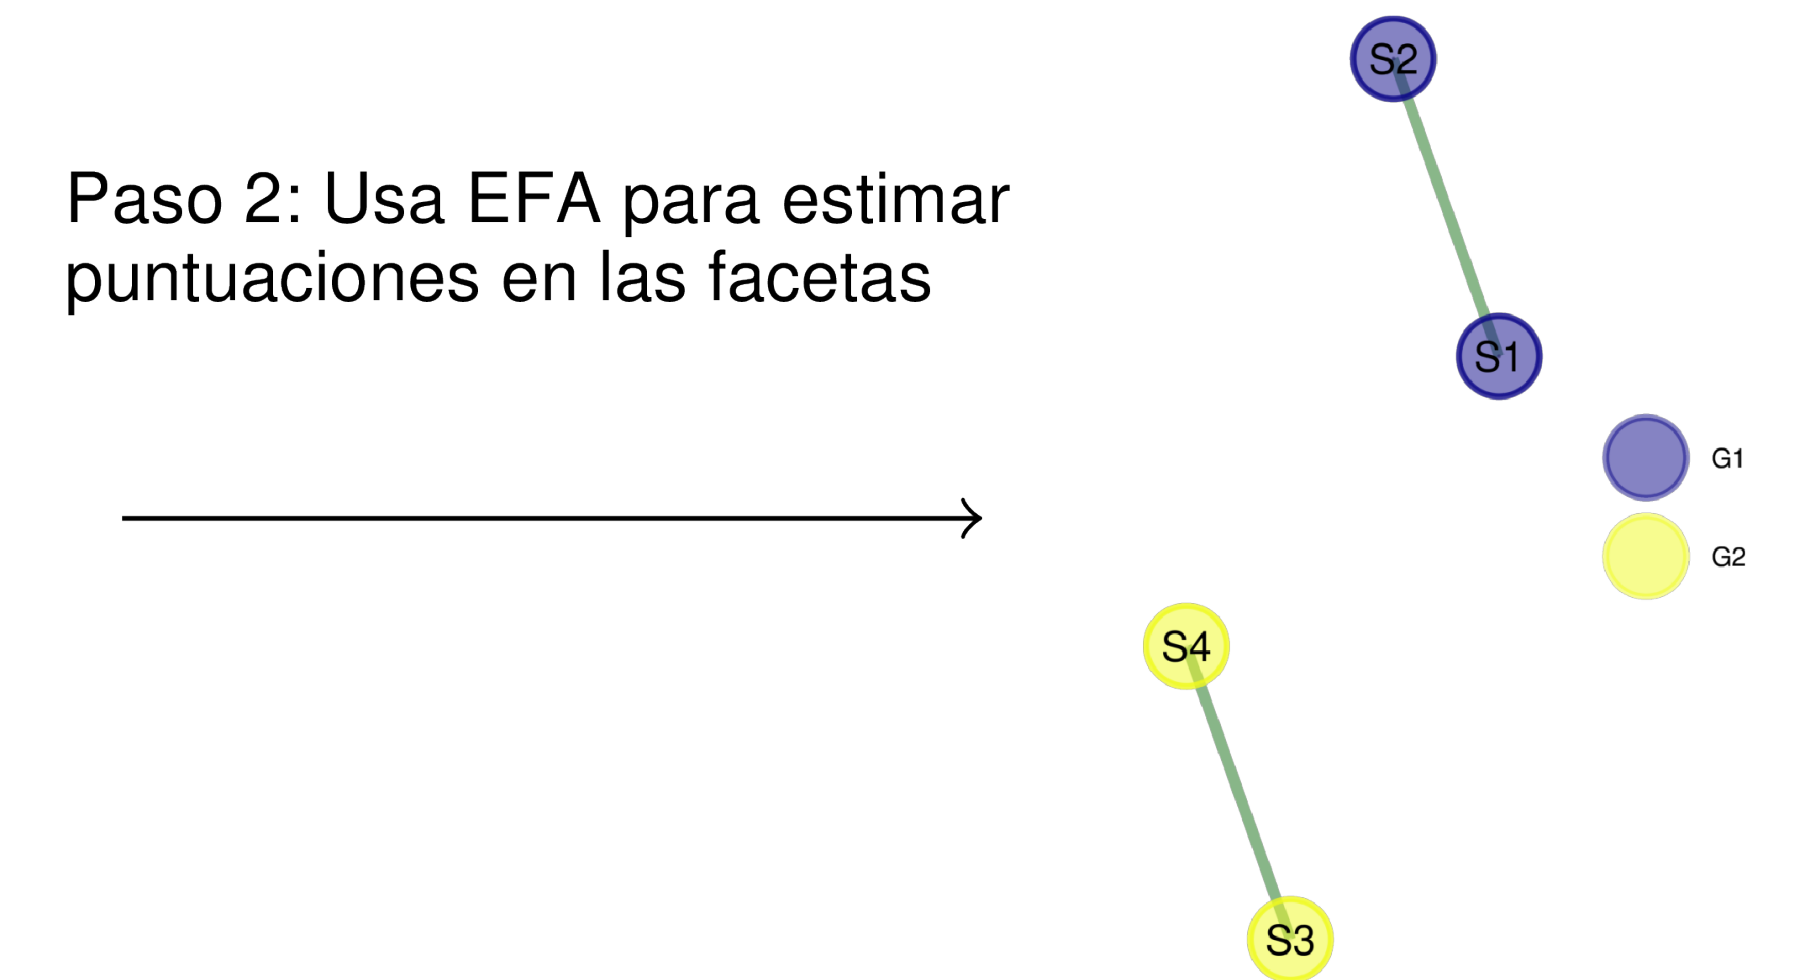 S2
Paso 2: Usa EFA para estimar
puntuaciones en las facetas
S1
G1
G2
S4
S3